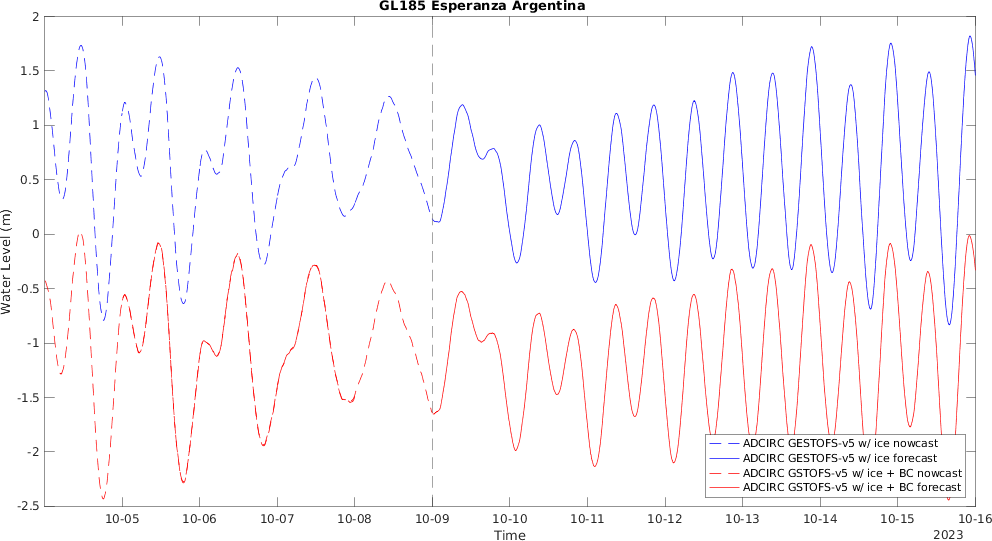 GL185 Esperanza Argentina
2
1.5
1
0.5
0
-0.5
-1
-1.5
-2
-2.5
Water Level (m)
ADCIRC GESTOFS-v5 w/ ice nowcast
ADCIRC GESTOFS-v5 w/ ice forecast
ADCIRC GSTOFS-v5 w/ ice + BC nowcast
ADCIRC GSTOFS-v5 w/ ice + BC forecast
10-05 10-06 10-07 10-08 10-09 10-10 10-11 10-12 10-13 10-14 10-15 10-16
Time
2023